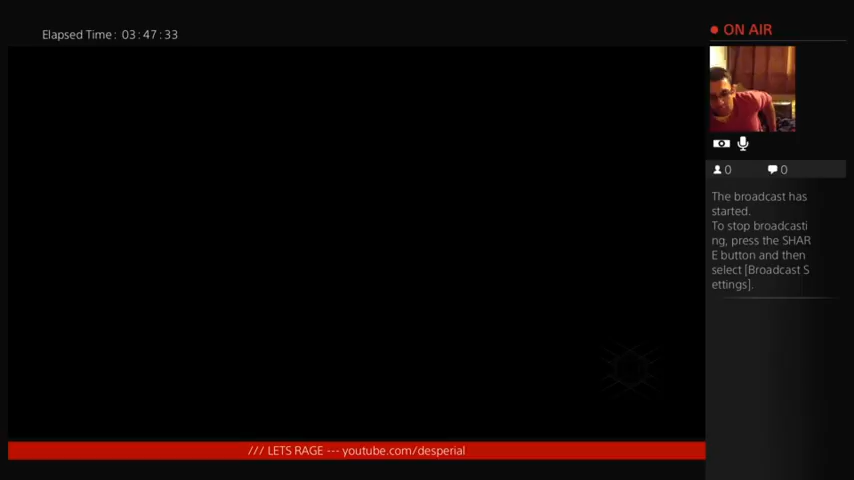 Elapsed Time: 03:47:33
ON AIR
0 0
The broadcast has
started.
To stop broadcasti
ng, press the SHAR
E button and then
select [Broadcast S
ettings].
/// LETS RAGE --- youtube.com/desperial